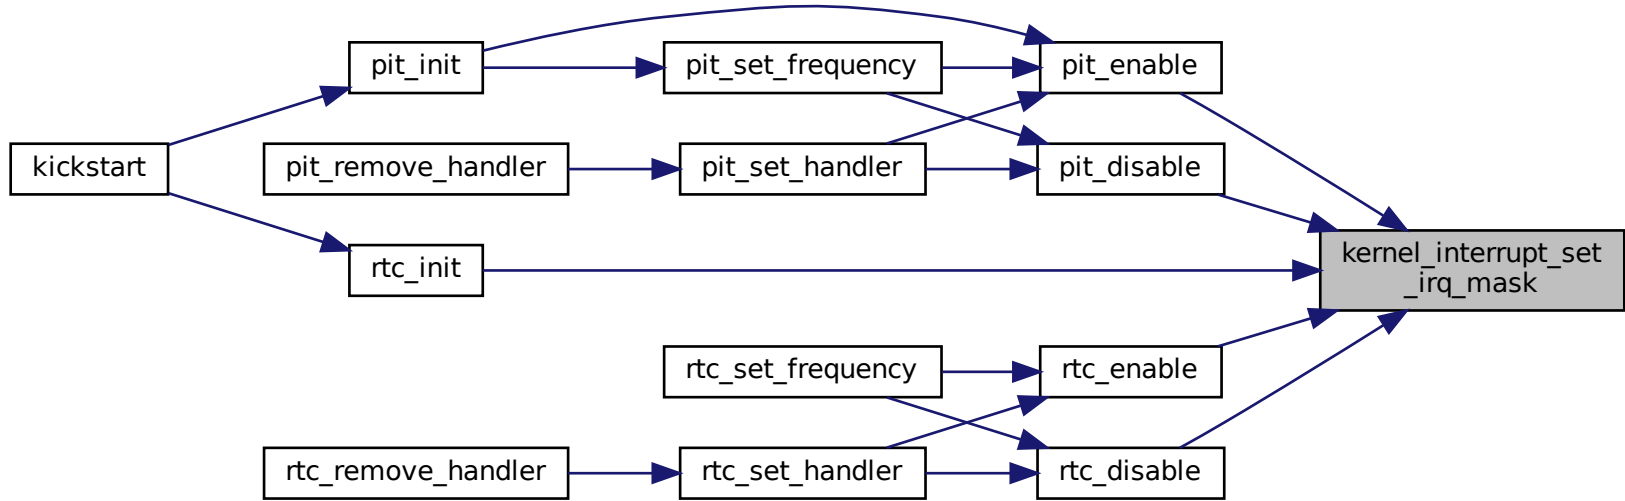 pit_init
pit_set_frequency
pit_enable
kickstart
pit_remove_handler
pit_set_handler
pit_disable
kernel_interrupt_set
_irq_mask
rtc_init
rtc_set_frequency
rtc_enable
rtc_remove_handler
rtc_set_handler
rtc_disable